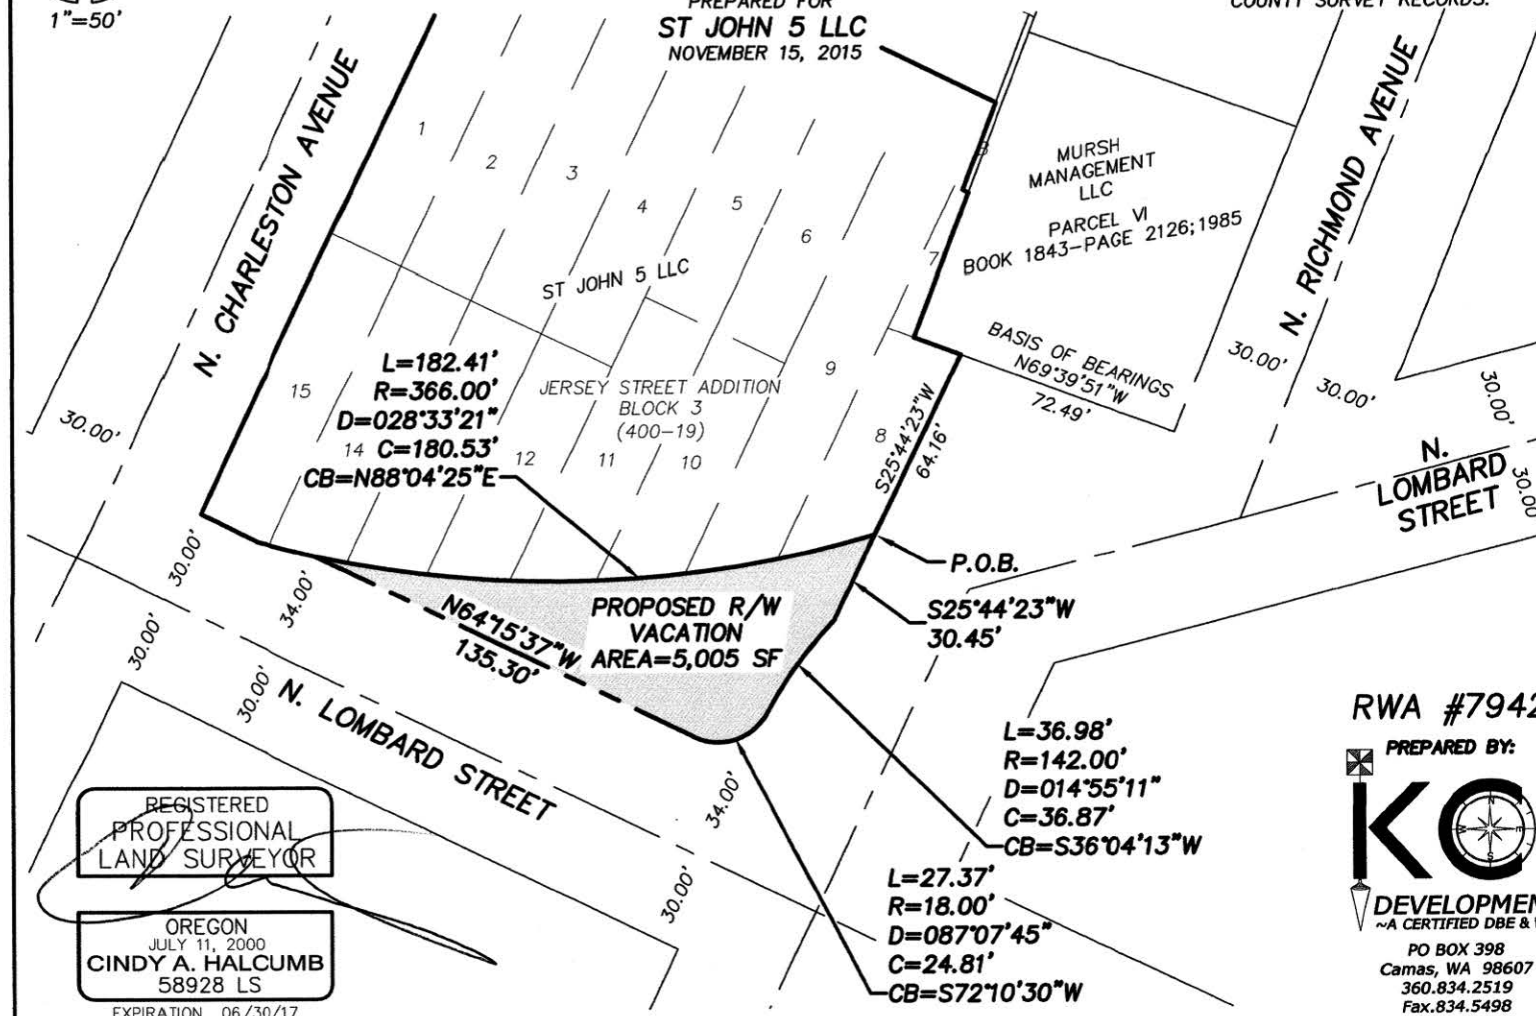 1"=50'
PREPARED FOR
ST JOHN 5 LLC
NOVEMBER 15, 2015
COUNTY SURVEY RECORDS.
N. CHARLESTON AVENUE
1
2
3
4
5
6
7
8
9
10
11
12
14
15
ST JOHN 5 LLC
JERSEY STREET ADDITION
BLOCK 3
(400-19)
MURSH
MANAGEMENT
LLC
PARCEL VI
BOOK 1843-PAGE 2126;1985
BASIS OF BEARINGS
N69°39'51"W
72.49'
N. RICHMOND AVENUE
30.00'
30.00'
30.00'
30.00'
N.
LOMBARD
STREET
L=182.41'
R=366.00'
D=028°33'21"
C=180.53'
CB=N88°04'25"E
S25°44'23"W
64.16'
P.O.B.
S25°44'23"W
30.45'
30.00'
30.00'
34.00'
30.00'
30.00'
N64°15'37"W
135.30'
PROPOSED R/W
VACATION
AREA=5,005 SF
N. LOMBARD STREET
34.00'
30.00'
L=36.98'
R=142.00'
D=014°55'11"
C=36.87'
CB=S36°04'13"W
L=27.37'
R=18.00'
D=087°07'45"
C=24.81'
CB=S72°10'30"W
REGISTERED
PROFESSIONAL
LAND SURVEYOR
OREGON
JULY 11, 2000
CINDY A. HALCUMB
58928 LS
EXPIRATION 06/30/17
RWA #7942
PREPARED BY:
KC
N
E
S
W
DEVELOPMEN
~A CERTIFIED DBE &
PO BOX 398
Camas, WA 98607
360.834.2519
Fax.834.5498